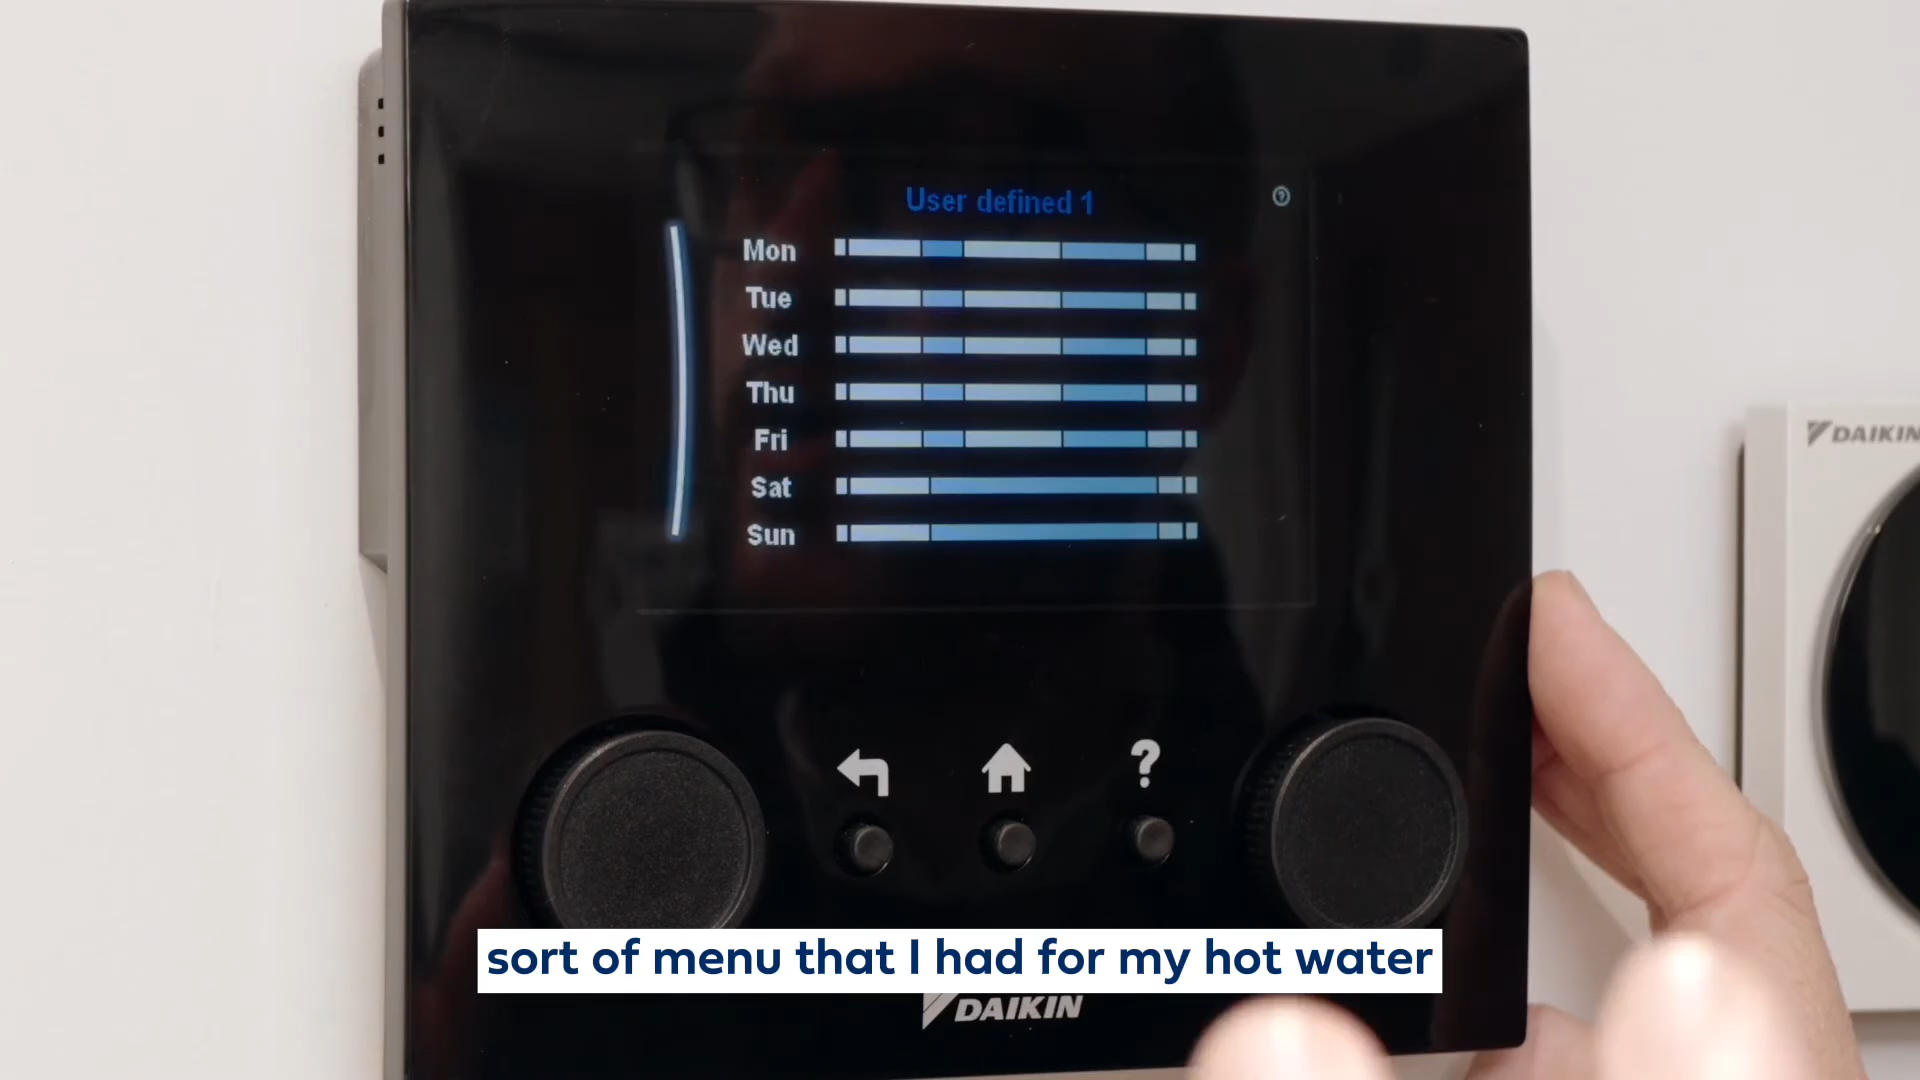 User defined 1
Mon
Tue
Wed
Thu
Fri
Sat
Sun
?
DAIKIN
sort of menu that I had for my hot water
DAIKIN